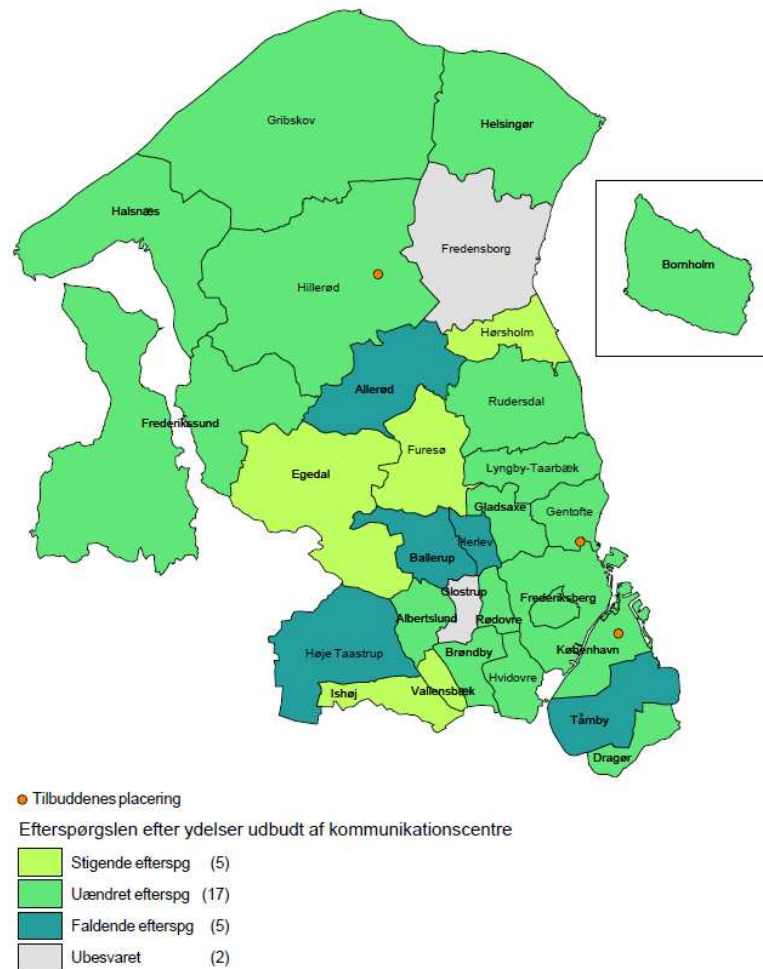 Gribskov
Helsingør
Halsnæs
Fredensborg
Bornholm
Hillerød
Hørsholm
Allerød
Rudersdal
Frederikssund
Furesø
Egedal
Lyngby-Taarbæk
Gladsaxe
Gentofte
Herlev
Ballerup
Glostrup
Frederiksberg
Albertslund
Rødovre
København
Høje Taastrup
Brøndby
Hvidovre
Ishøj
Vallensbæk
Tårnby
Dragør
Tilbuddenes placering
Efterspørgslen efter ydelser udbudt af kommunikationscentre
Stigende efterspg (5)
Uændret efterspg (17)
Faldende efterspg (5)
Ubesvaret (2)